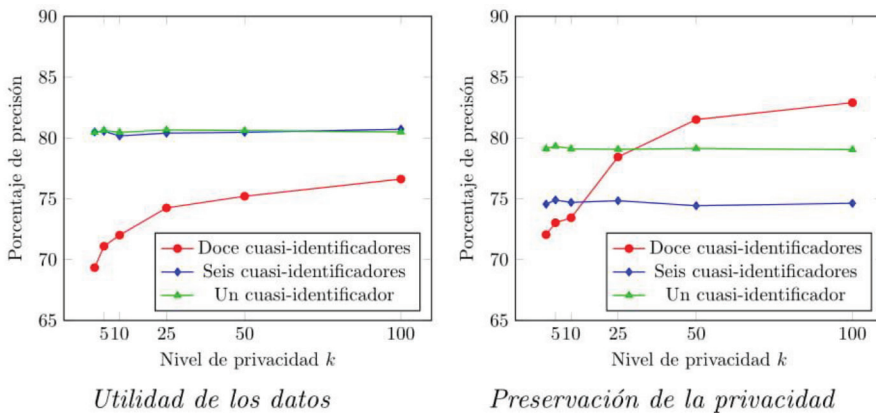 90
85
80
75
70
65
Porcentaje de precisón
Doce cuasi-identificadores
Seis cuasi-identificadores
Un cuasi-identificador
5 10 25 50 100
Nivel de privacidad k
Utilidad de los datos
90
85
80
75
70
65
Porcentaje de precisón
Doce cuasi-identificadores
Seis cuasi-identificadores
Un cuasi-identificador
5 10 25 50 100
Nivel de privacidad k
Preservación de la privacidad